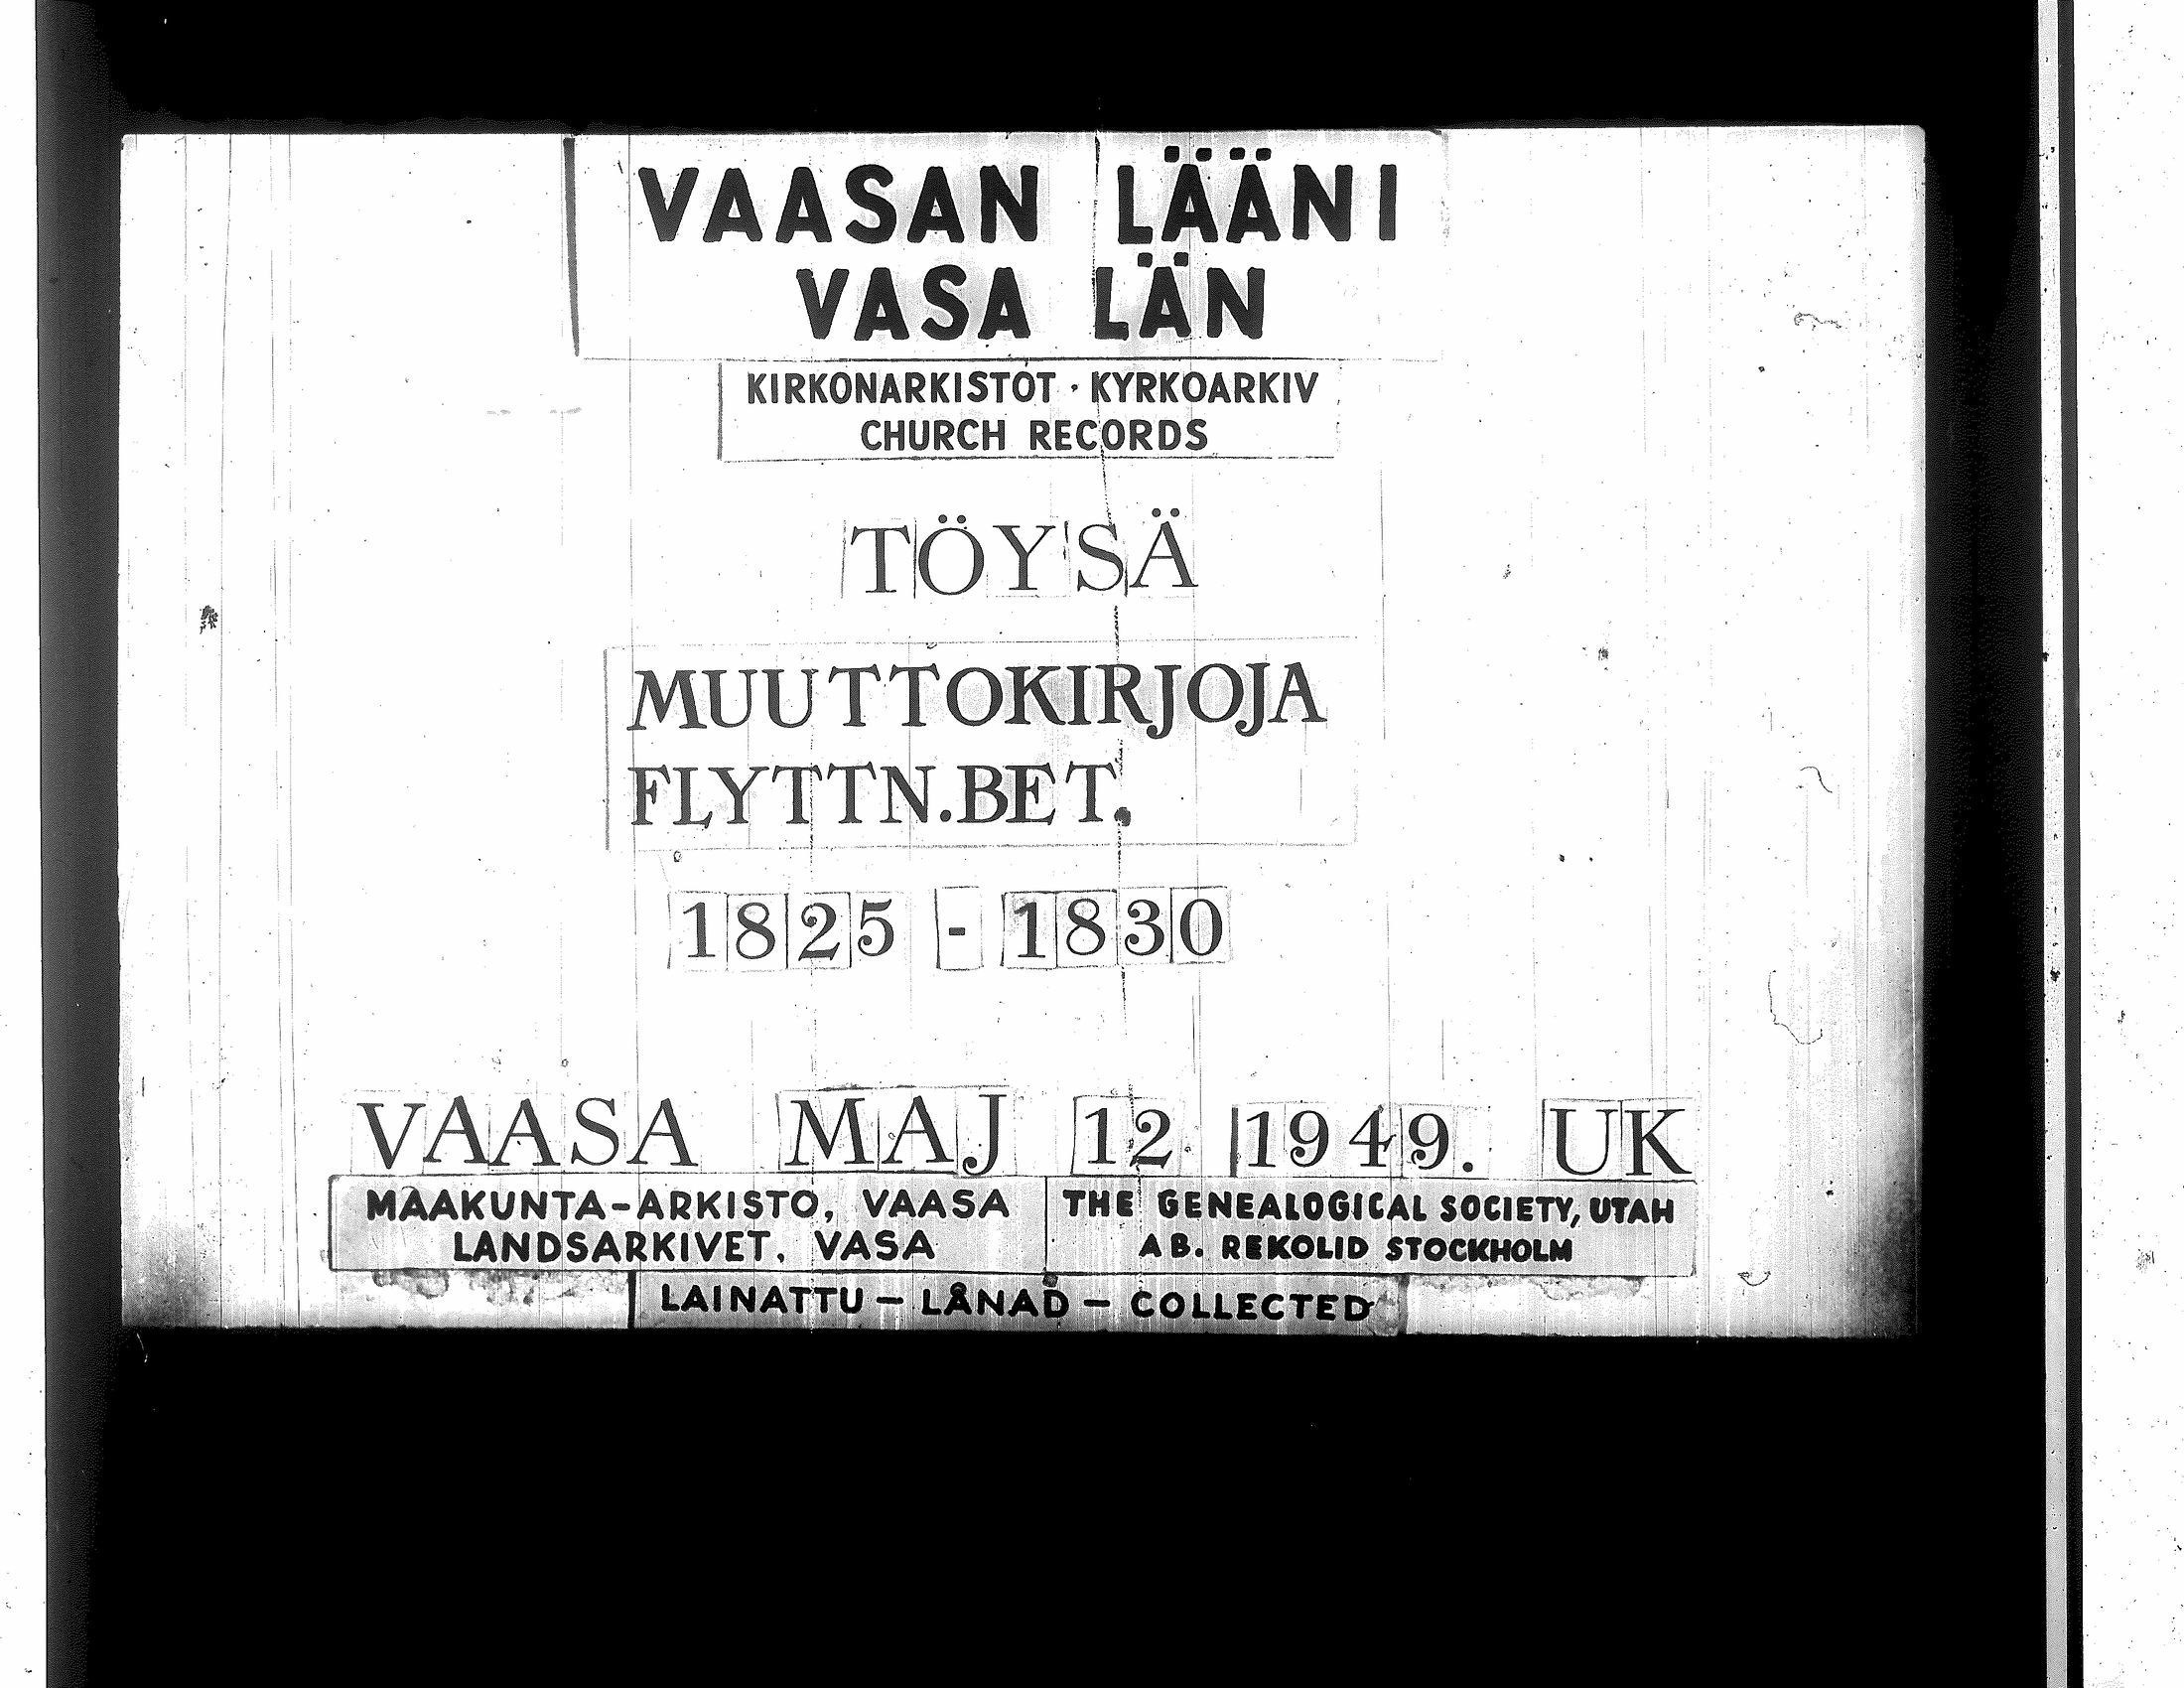 VAASAN LÄÄNI
VASA LÄN
KIRKONARKISTOT · KYRKOARKIV
CHURCH RECORDS
TÖYSÄ
MUUTTOKIRJOJA
FLYTTN.BET.
1825 - 1830
VAASA MAJ 12 1949. UK
MAAKUNTA-ARKISTO, VAASA
LANDSARKIVET, VASA
THE GENEALOGICAL SOCIETY, UTAH
AB. REKOLID STOCKHOLM
LAINATTU – LÅNAD – COLLECTED